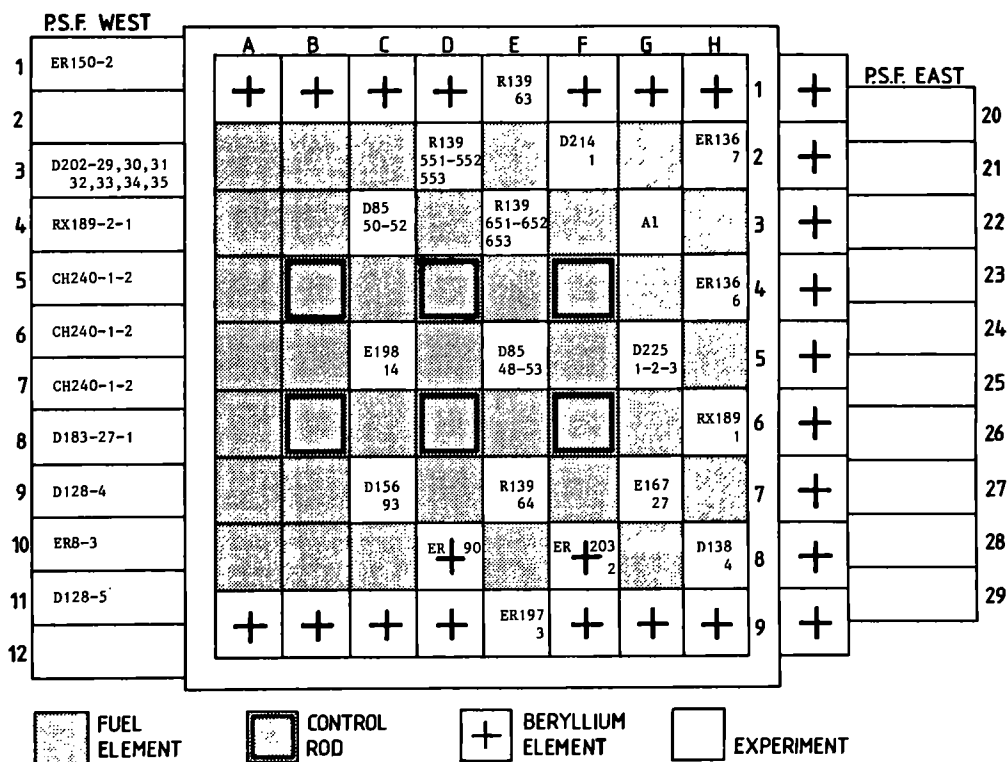 P.S.F. WEST
P.S.F. EAST
A B C D E F G H
1 ER150-2
2
3 D202-29,30,31
32,33,34,35
4 RX189-2-1
5 CH240-1-2
6 CH240-1-2
7 CH240-1-2
8 D183-27-1
9 D128-4
10 ER8-3
11 D128-5
12
R139
63
1
R139
551-552
553
D214
1
ER136
7
2
D85
50-52
R139
651-652
653
Al
3
ER136
6
4
E198
14
D85
48-53
D225
1-2-3
5
RX189
1
6
D156
93
R139
64
E167
27
7
ER 90
ER 203
2
D138
4
8
ER197
3
9
20
21
22
23
24
25
26
27
28
29
FUEL
ELEMENT
CONTROL
ROD
BERYLLIUM
ELEMENT
EXPERIMENT